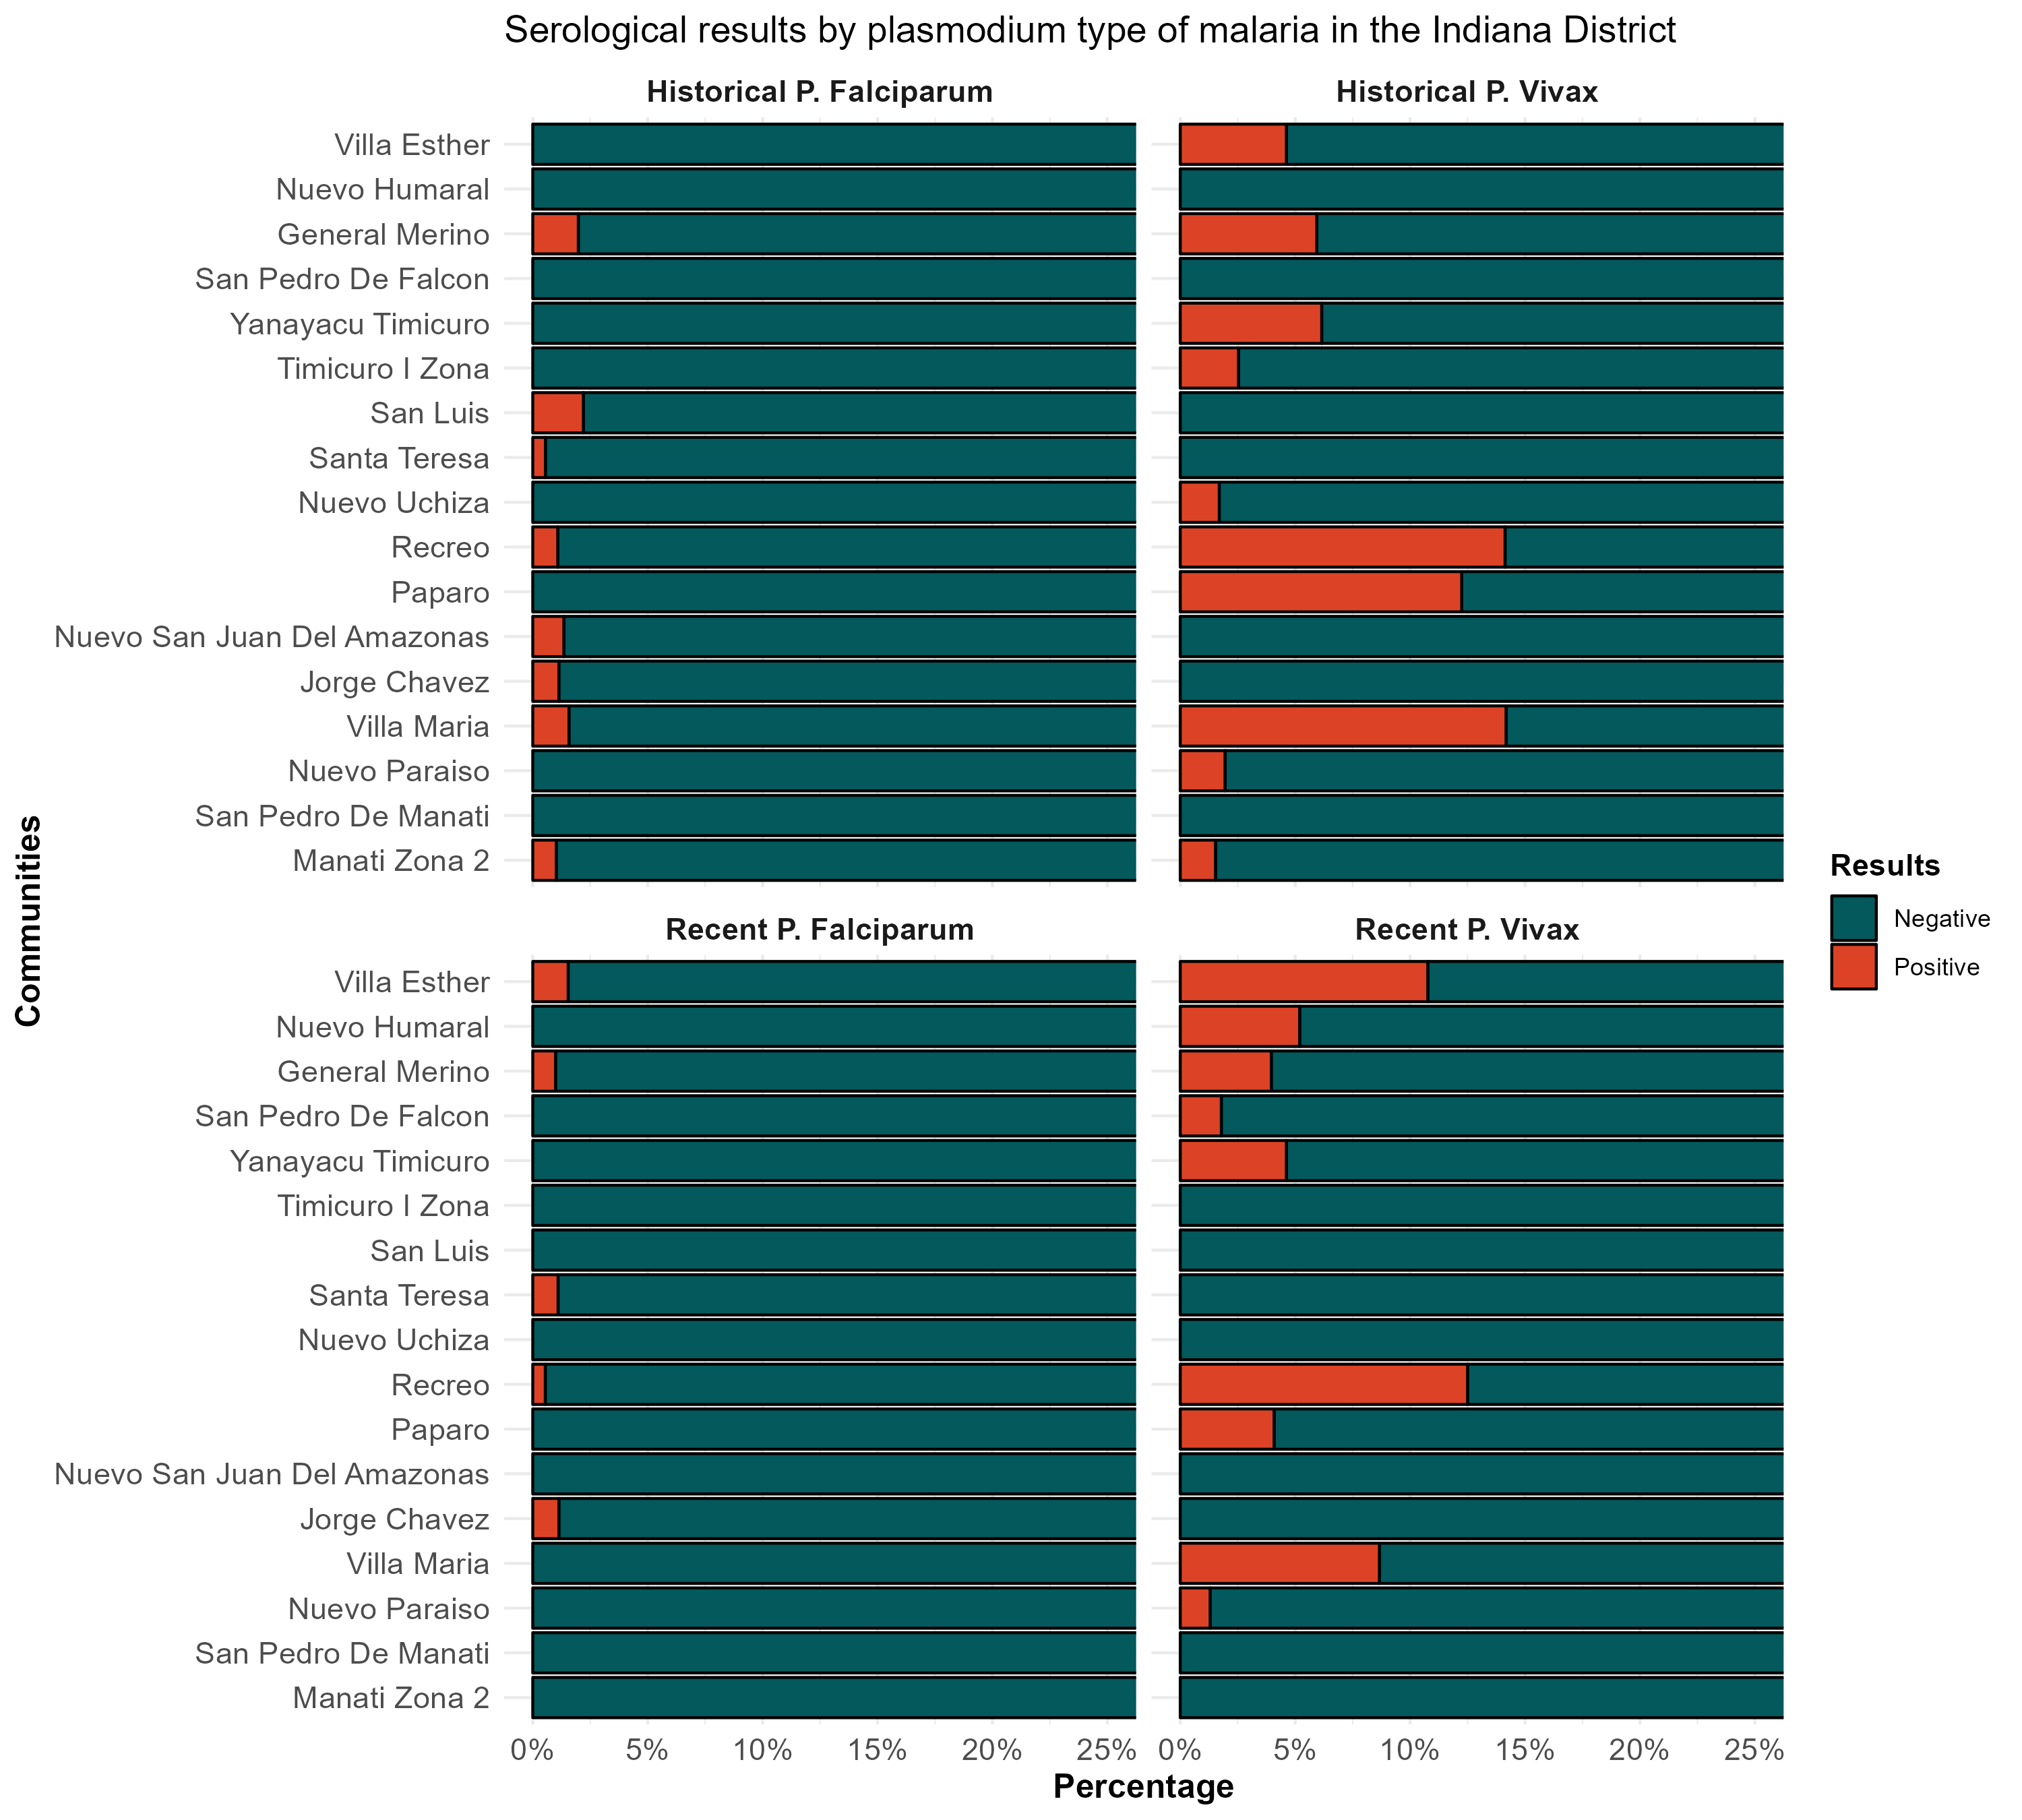 Serological results by plasmodium type of malaria in the Indiana District
Historical P. Falciparum
Historical P. Vivax
Villa Esther
Nuevo Humaral
General Merino
San Pedro De Falcon
Yanayacu Timicuro
Timicuro I Zona
San Luis
Santa Teresa
Nuevo Uchiza
Recreo
Paparo
Nuevo San Juan Del Amazonas
Jorge Chavez
Villa Maria
Nuevo Paraiso
San Pedro De Manati
Manati Zona 2
Communities
Recent P. Falciparum
Recent P. Vivax
Villa Esther
Nuevo Humaral
General Merino
San Pedro De Falcon
Yanayacu Timicuro
Timicuro I Zona
San Luis
Santa Teresa
Nuevo Uchiza
Recreo
Paparo
Nuevo San Juan Del Amazonas
Jorge Chavez
Villa Maria
Nuevo Paraiso
San Pedro De Manati
Manati Zona 2
0% 5% 10% 15% 20% 25%
0% 5% 10% 15% 20% 25%
Percentage
Results
Negative
Positive